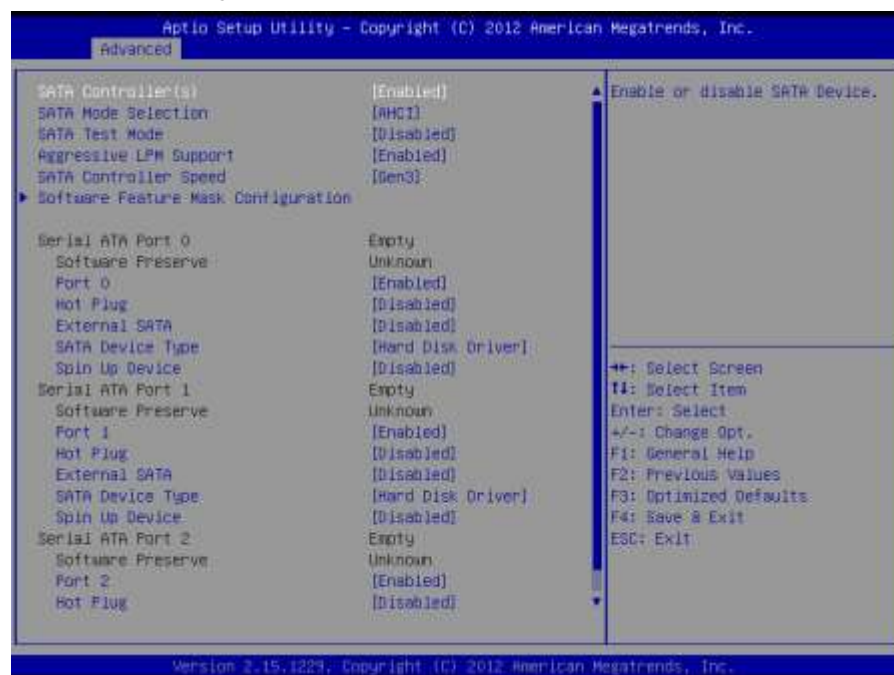 Aptio Setup Utility – Copyright (C) 2012 American Megatrends, Inc.
Advanced
SATA Controller(s) [Enabled]
SATA Mode Selection [AHCI]
SATA Test Mode [Disabled]
Aggressive LPM Support [Enabled]
SATA Controller Speed [Gen3]
Software Feature Mask Configuration
Serial ATA Port 0 Empty
Software Preserve Unknown
Port 0 [Enabled]
Hot Plug [Disabled]
External SATA [Disabled]
SATA Device Type [Hard Disk Driver]
Spin Up Device [Disabled]
Serial ATA Port 1 Empty
Software Preserve Unknown
Port 1 [Enabled]
Hot Plug [Disabled]
External SATA [Disabled]
SATA Device Type [Hard Disk Driver]
Spin Up Device [Disabled]
Serial ATA Port 2 Empty
Software Preserve Unknown
Port 2 [Enabled]
Hot Plug [Disabled]
Enable or disable SATA Device.
→←: Select Screen
↑↓: Select Item
Enter: Select
+/-: Change Opt.
F1: General Help
F2: Previous Values
F3: Optimized Defaults
F4: Save & Exit
ESC: Exit
Version 2.15.1229. Copyright (C) 2012 American Megatrends, Inc.